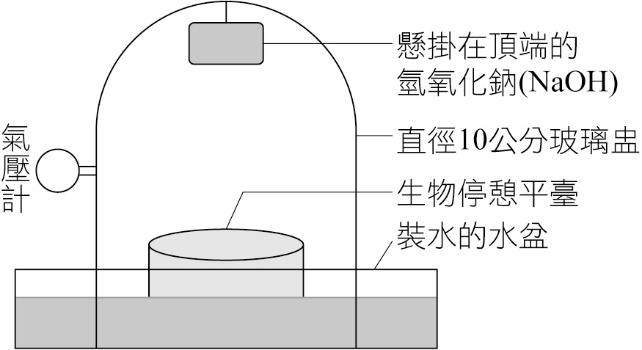 懸掛在頂端的
氫氧化鈉(NaOH)
直徑10公分玻璃盅
氣壓計
生物停憩平臺
裝水的水盆